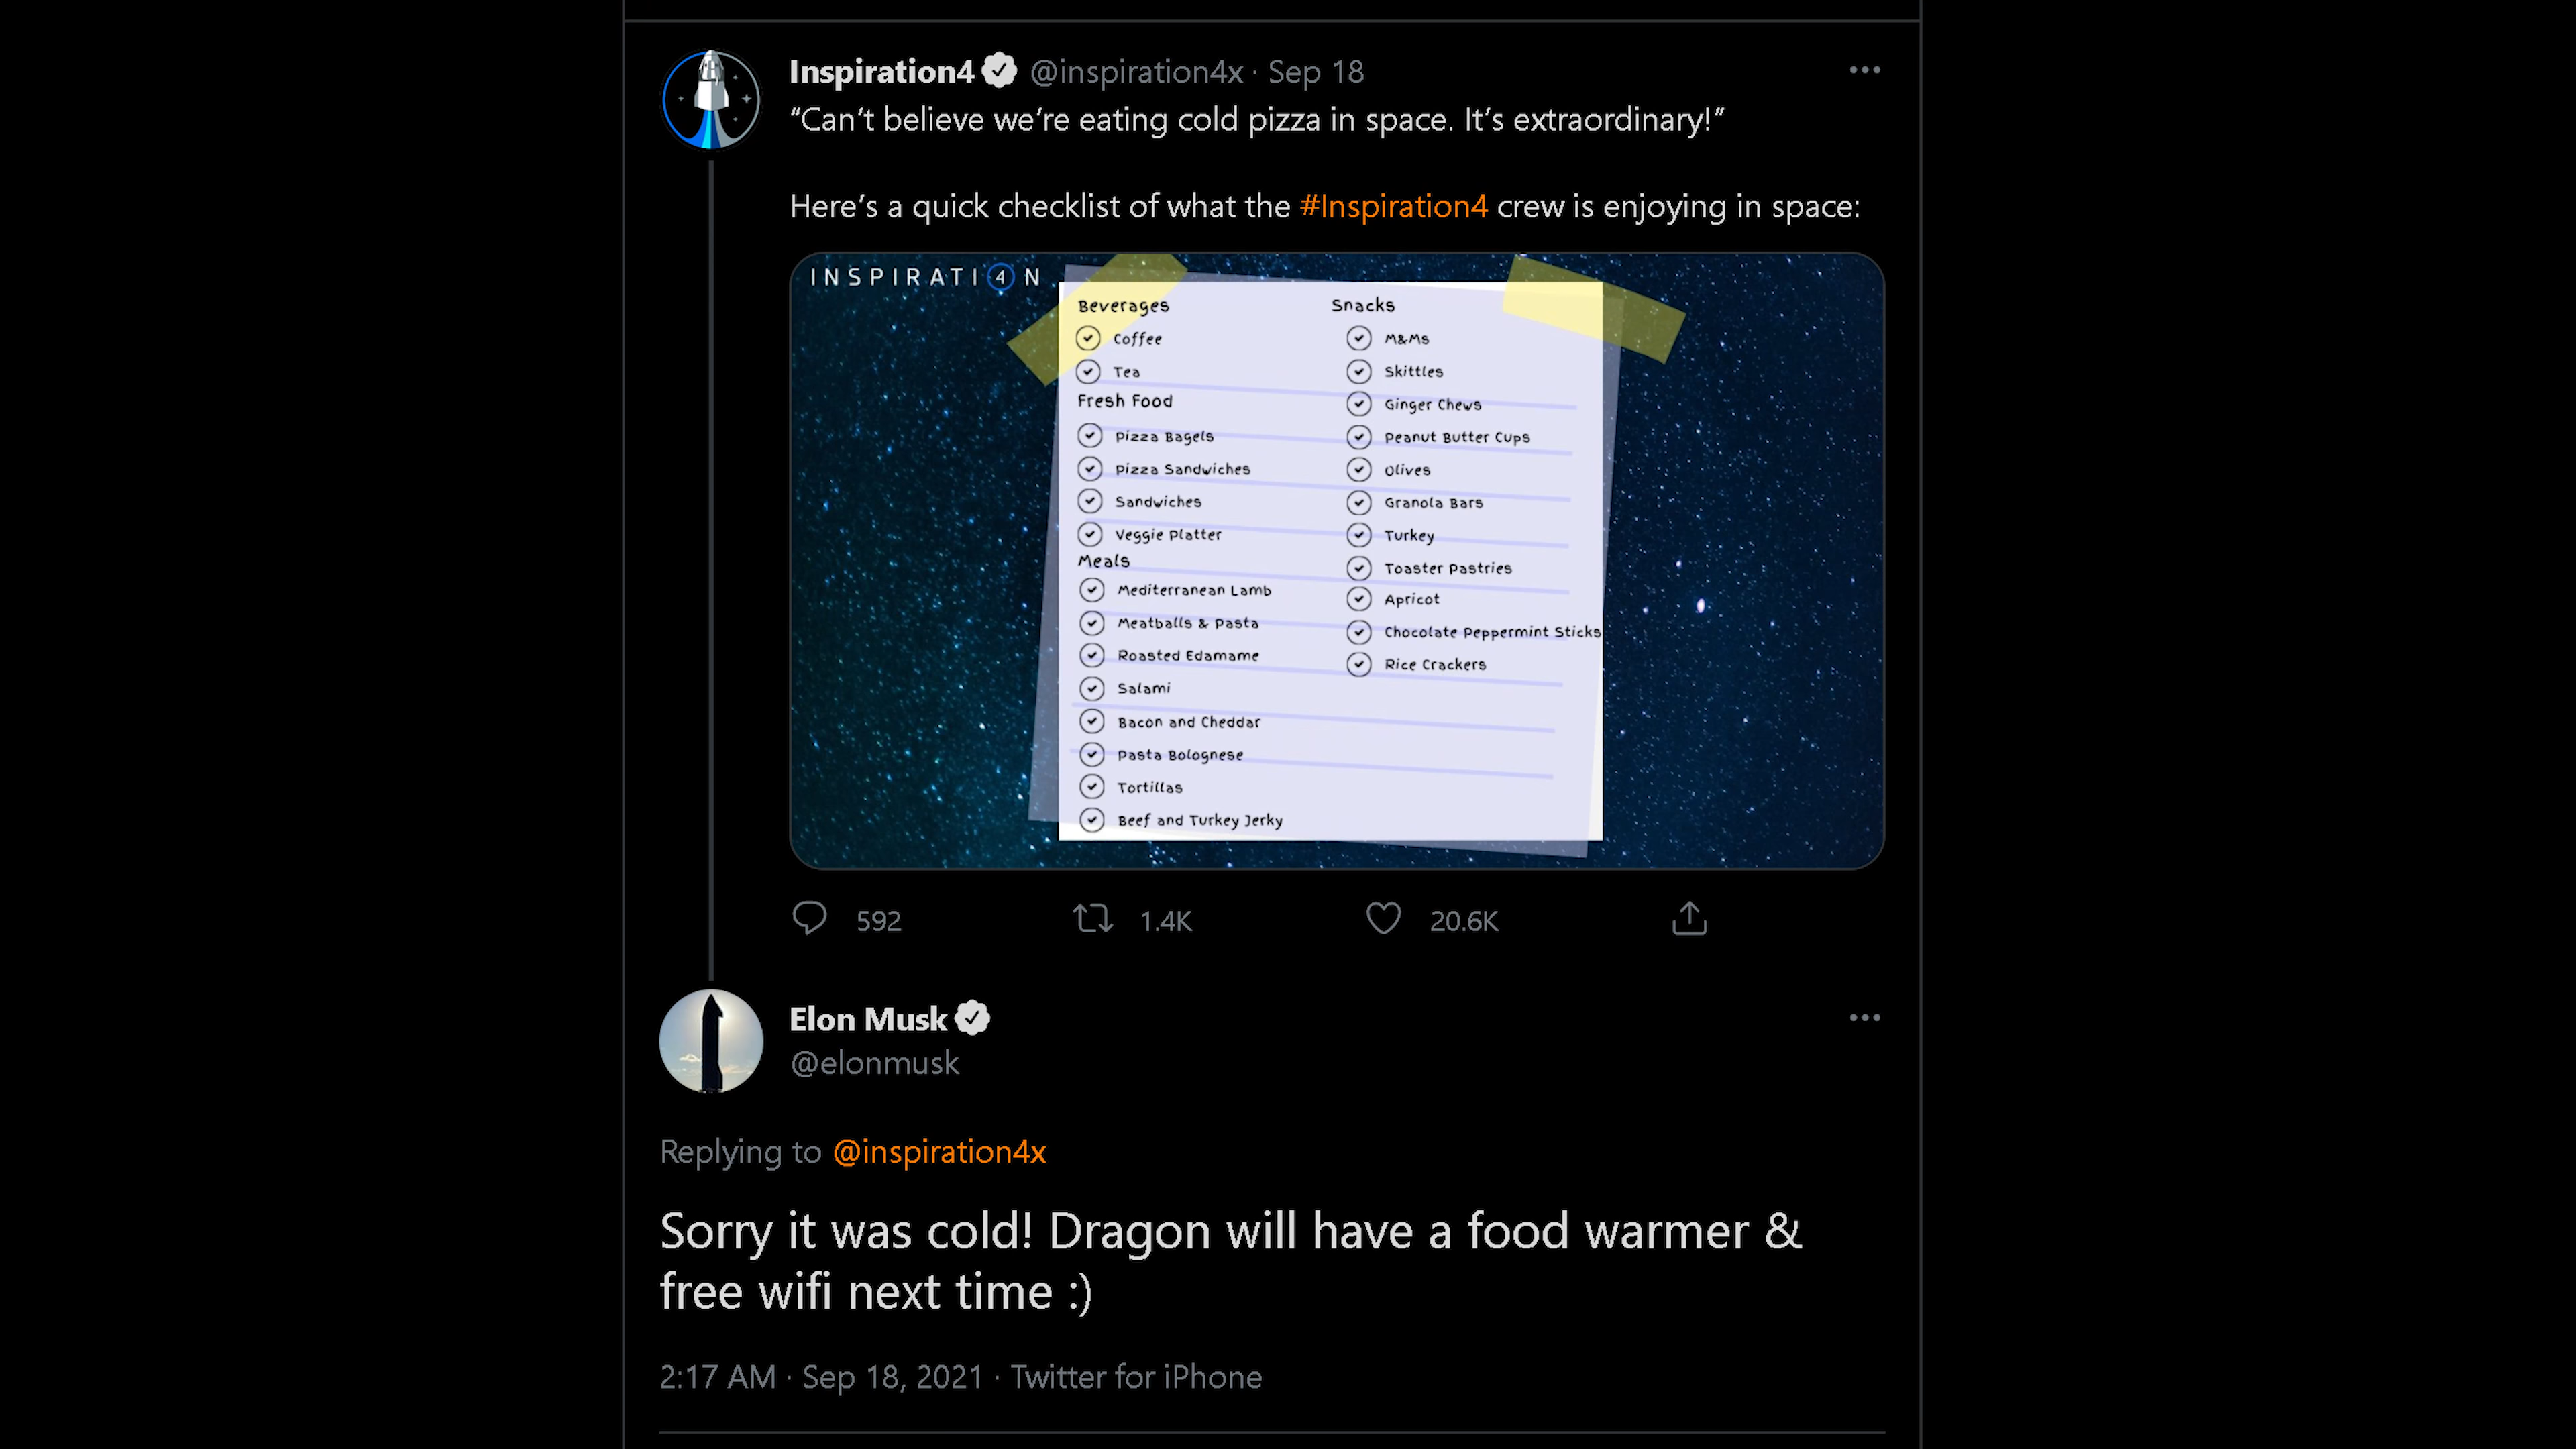 Inspiration4 @inspiration4x · Sep 18
“Can’t believe we’re eating cold pizza in space. It’s extraordinary!”
Here’s a quick checklist of what the #Inspiration4 crew is enjoying in space:
INSPIRATI4N
Beverages
Coffee
Tea
Fresh Food
Pizza Bagels
Pizza Sandwiches
Sandwiches
Veggie Platter
Meals
Mediterranean Lamb
Meatballs & Pasta
Roasted Edamame
Salami
Bacon and Cheddar
Pasta Bolognese
Tortillas
Beef and Turkey Jerky
Snacks
M&Ms
Skittles
Ginger Chews
Peanut Butter Cups
Olives
Granola Bars
Turkey
Toaster Pastries
Apricot
Chocolate Peppermint Sticks
Rice Crackers
592 1.4K 20.6K
Elon Musk
@elonmusk
Replying to @inspiration4x
Sorry it was cold! Dragon will have a food warmer &
free wifi next time :)
2:17 AM · Sep 18, 2021 · Twitter for iPhone